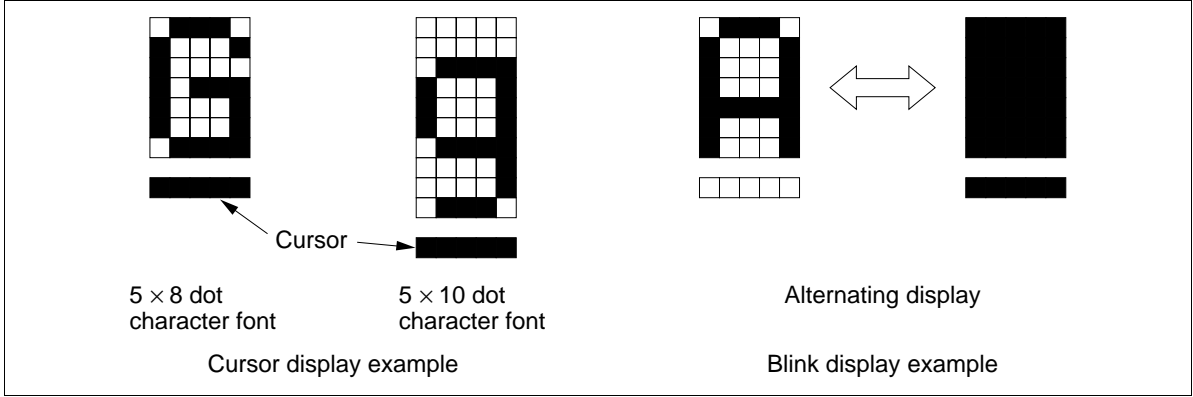 Cursor
5 × 8 dot
character font
5 × 10 dot
character font
Cursor display example
Alternating display
Blink display example